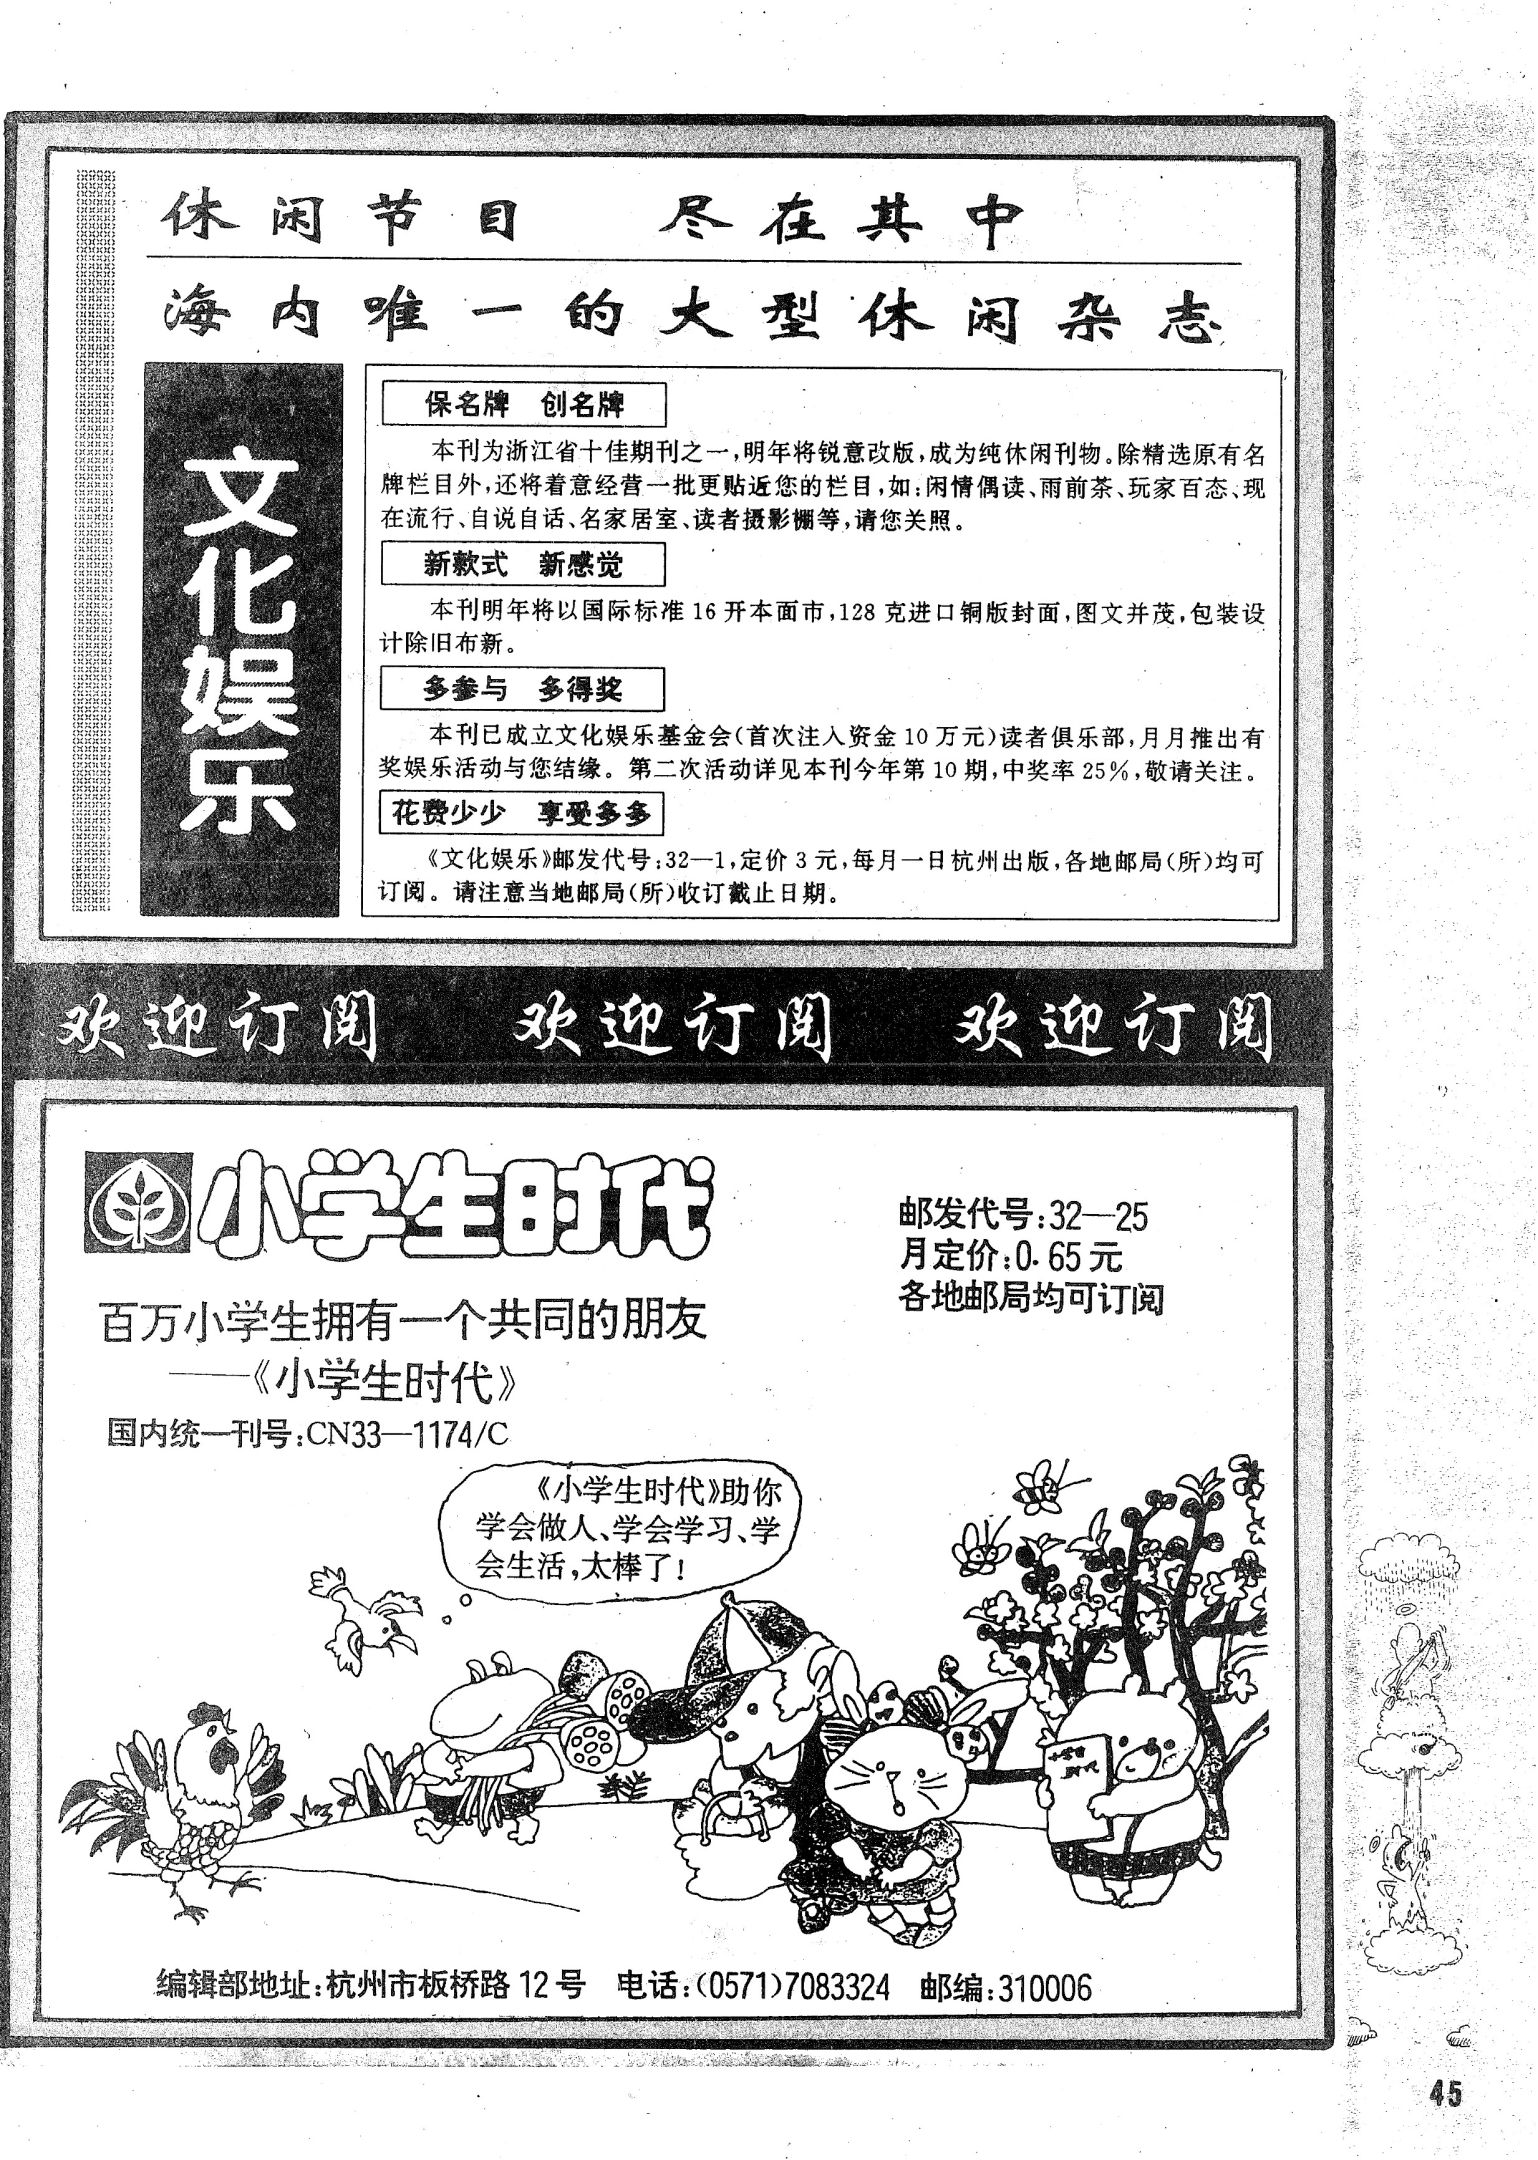 休闲节目　尽在其中
海内唯一的大型休闲杂志
文化娱乐
保名牌　创名牌
本刊为浙江省十佳期刊之一,明年将锐意改版,成为纯休闲刊物。除精选原有名
牌栏目外,还将着意经营一批更贴近您的栏目,如:闲情偶读、雨前茶、玩家百态、现
在流行、自说自话、名家居室、读者摄影棚等,请您关照。
新款式　新感觉
本刊明年将以国际标准16开本面市,128克进口铜版封面,图文并茂,包装设
计除旧布新。
多参与　多得奖
本刊已成立文化娱乐基金会(首次注入资金10万元)读者俱乐部,月月推出有
奖娱乐活动与您结缘。第二次活动详见本刊今年第10期,中奖率25%,敬请关注。
花费少少　享受多多
《文化娱乐》邮发代号:32—1,定价3元,每月一日杭州出版,各地邮局(所)均可
订阅。请注意当地邮局(所)收订截止日期。
欢迎订阅　欢迎订阅　欢迎订阅
小学生时代
邮发代号:32—25
月定价:0.65元
各地邮局均可订阅
百万小学生拥有一个共同的朋友
——《小学生时代》
国内统一刊号:CN33—1174/C
《小学生时代》助你
学会做人、学会学习、学
会生活,太棒了!
小学生
时代
编辑部地址:杭州市板桥路12号　电话:(0571)7083324　邮编:310006
45